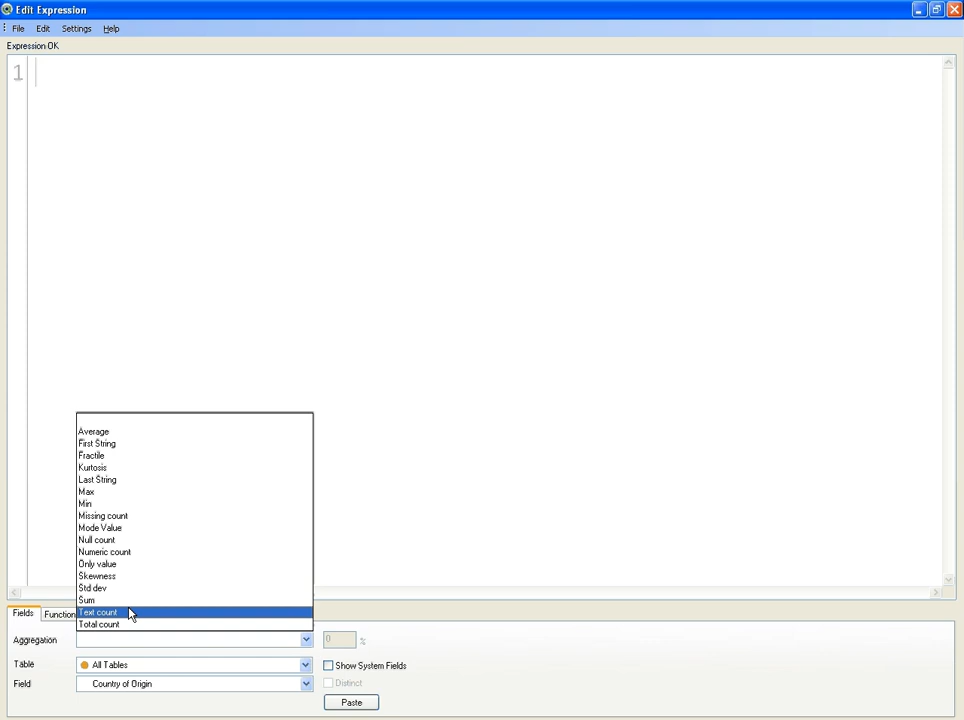 Edit Expression
File Edit Settings Help
Expression OK
1
Average
First String
Fractile
Kurtosis
Last String
Max
Min
Missing count
Mode Value
Null count
Numeric count
Only value
Skewness
Std dev
Sum
Text count
Total count
Fields Function
Aggregation 0 %
Table All Tables Show System Fields
Field Country of Origin Distinct
Paste